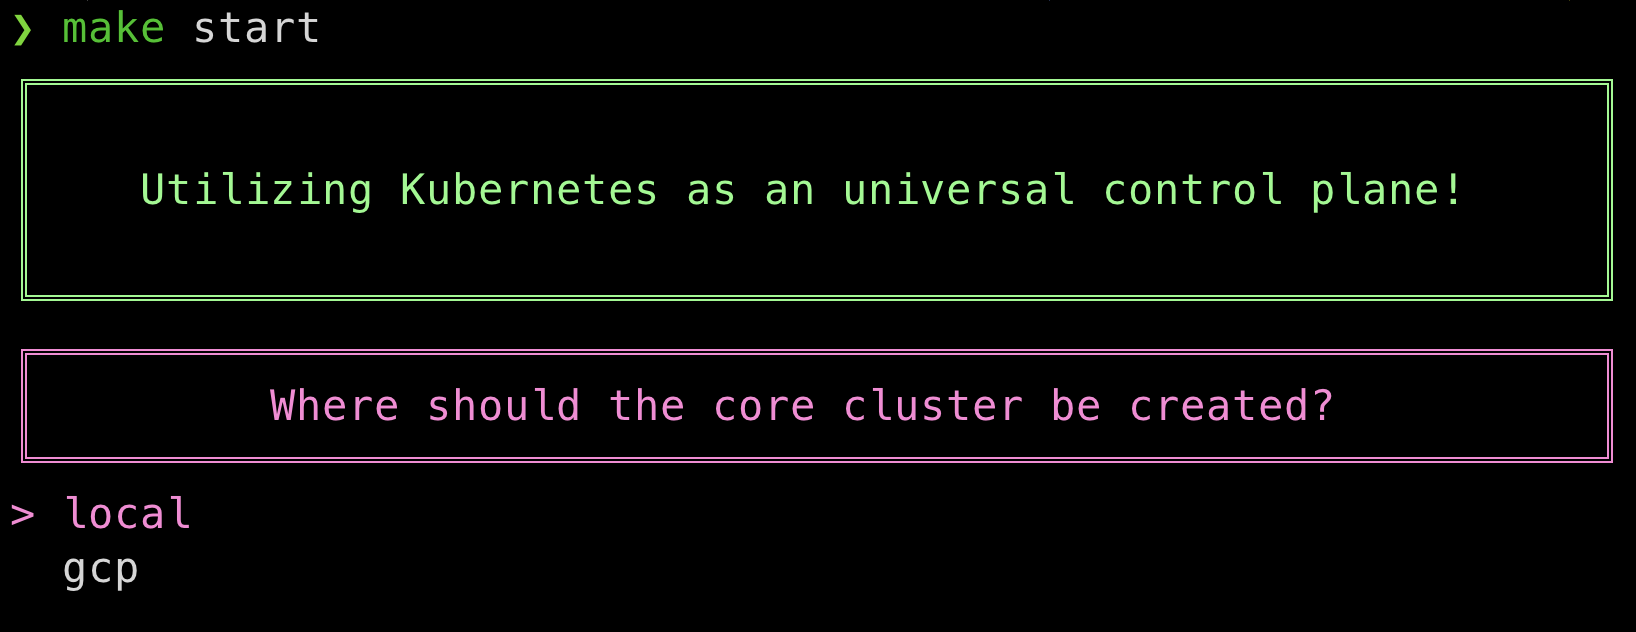 ❯ make start
Utilizing Kubernetes as an universal control plane!
Where should the core cluster be created?
> local
gcp